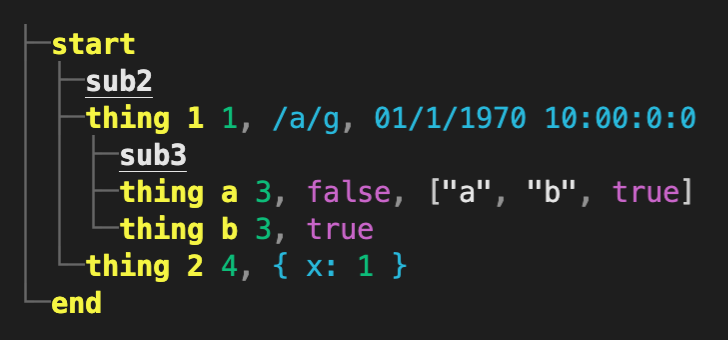 start
sub2
thing 1 1, /a/g, 01/1/1970 10:00:0:0
sub3
thing a 3, false, ["a", "b", true]
thing b 3, true
thing 2 4, { x: 1 }
end